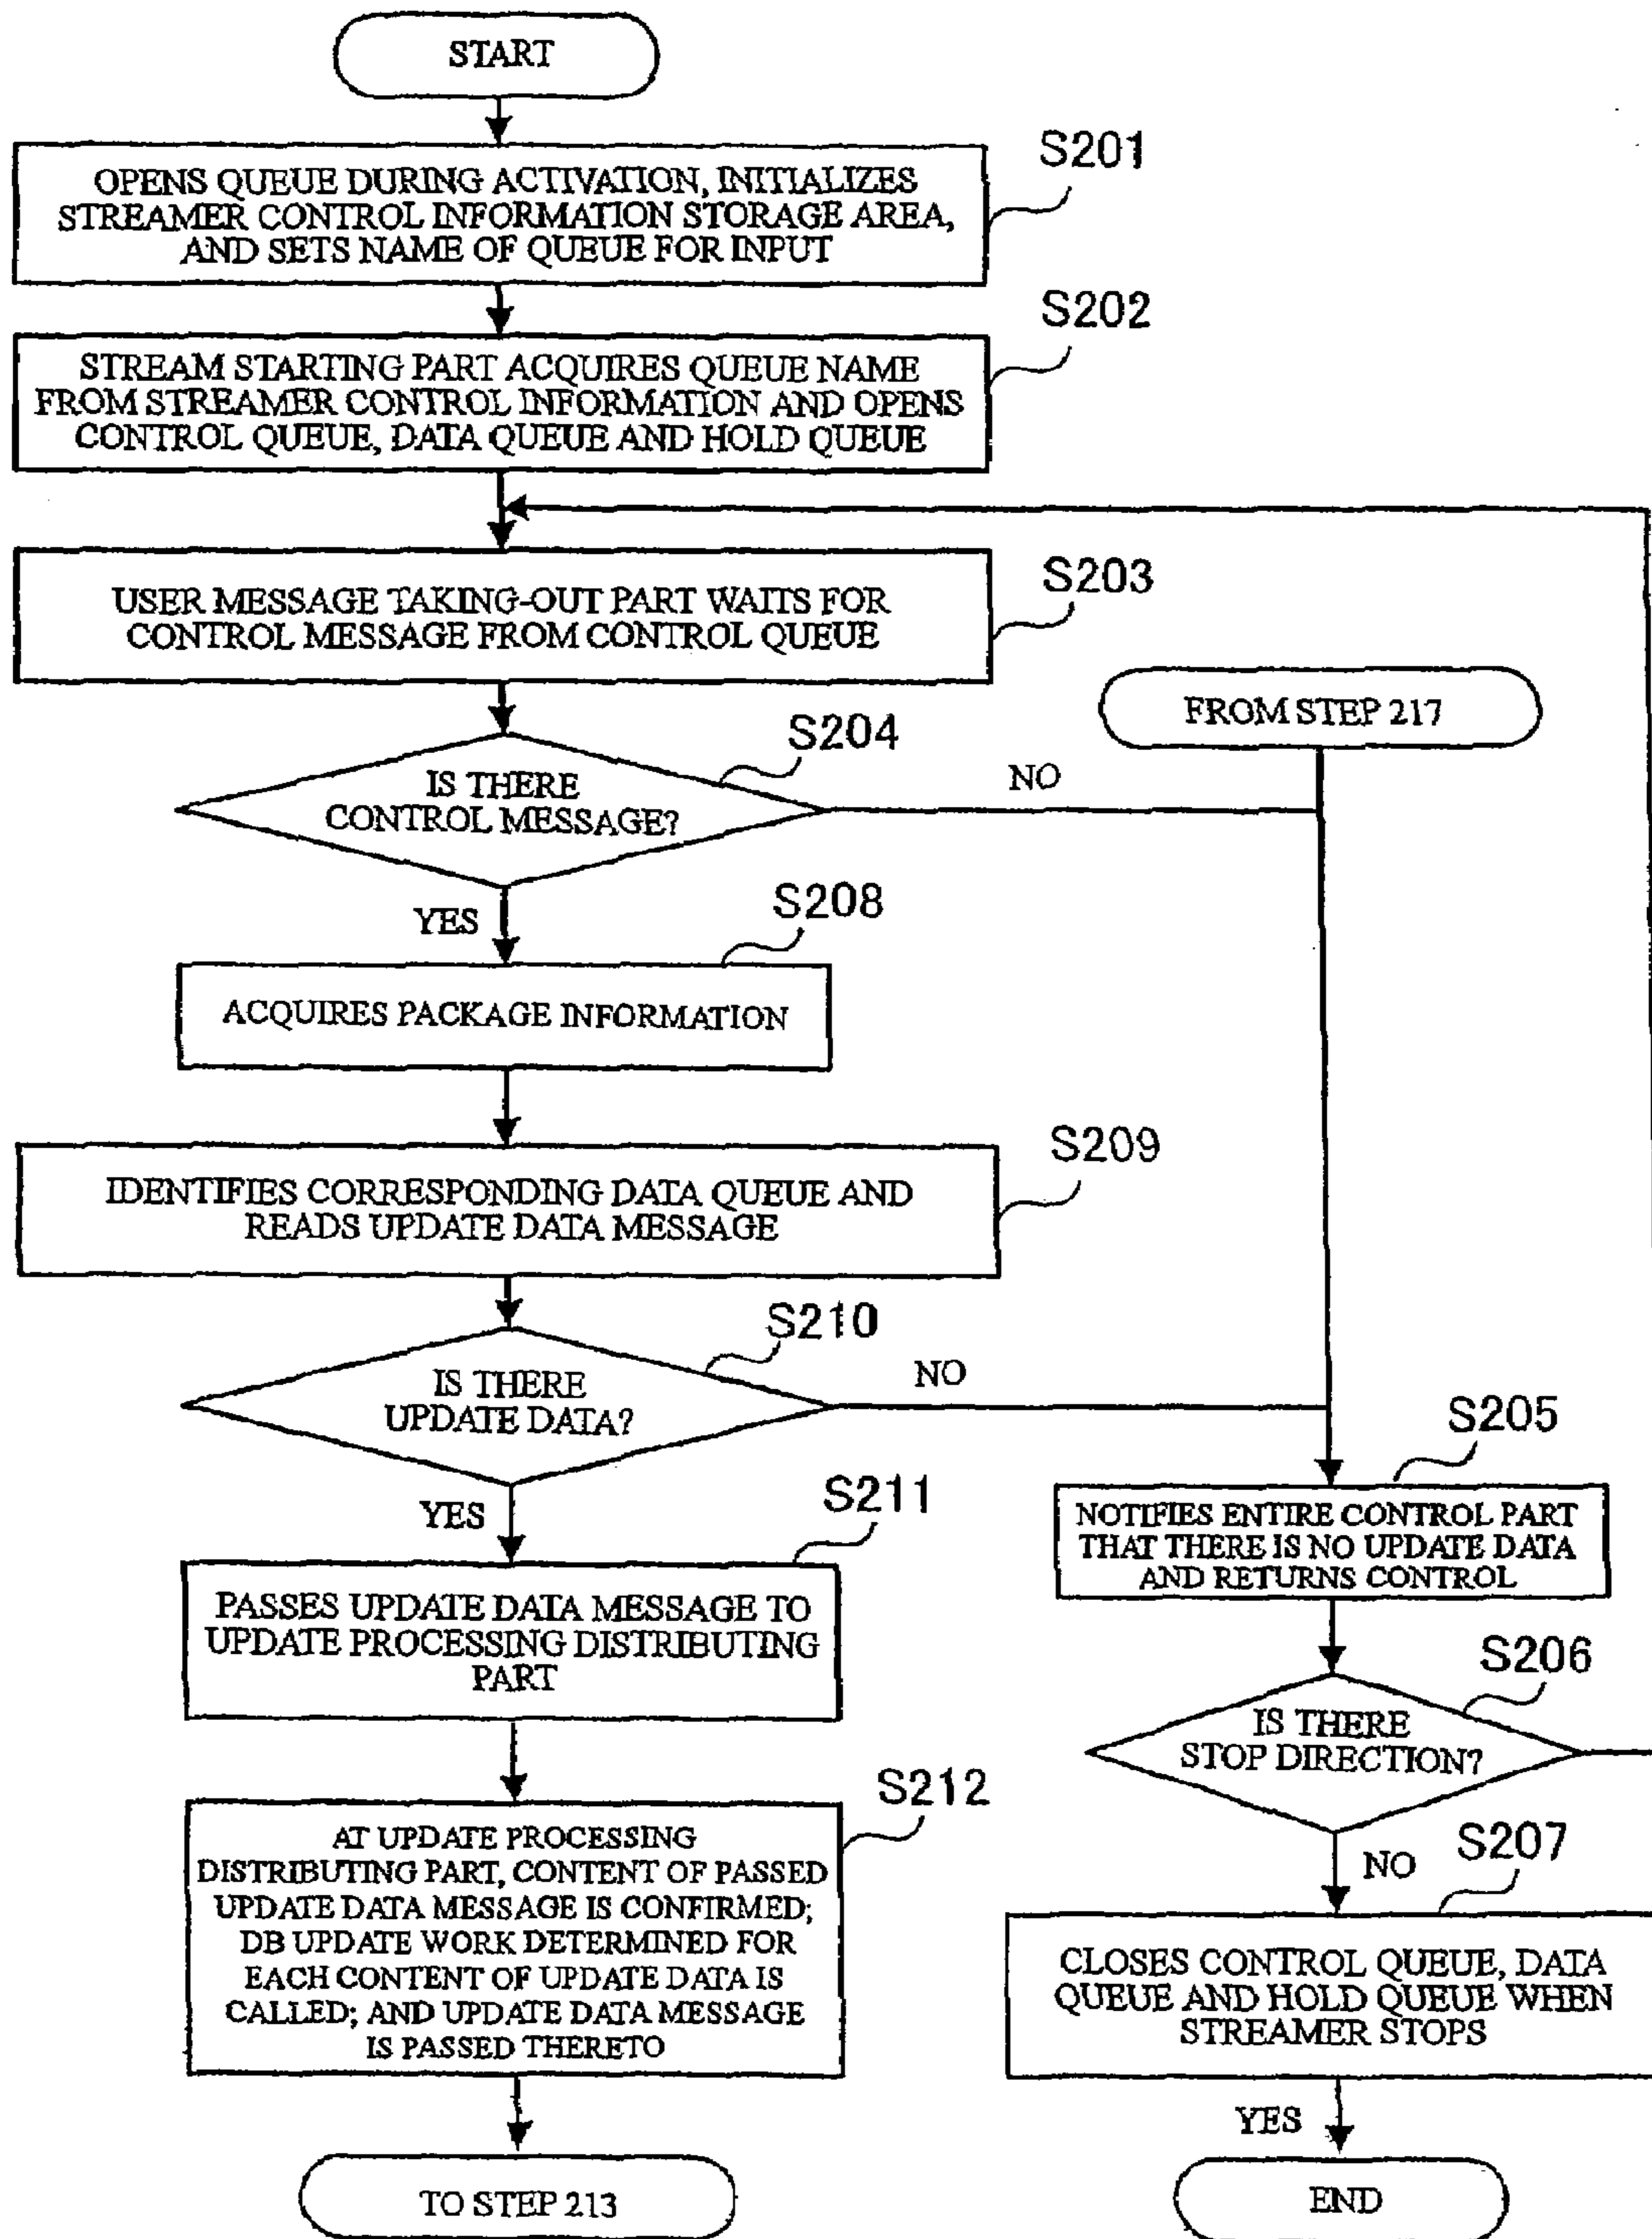 START
S201
OPENS QUEUE DURING ACTIVATION, INITIALIZES
STREAMER CONTROL INFORMATION STORAGE AREA,
AND SETS NAME OF QUEUE FOR INPUT
S202
STREAM STARTING PART ACQUIRES QUEUE NAME
FROM STREAMER CONTROL INFORMATION AND OPENS
CONTROL QUEUE, DATA QUEUE AND HOLD QUEUE
S203
USER MESSAGE TAKING-OUT PART WAITS FOR
CONTROL MESSAGE FROM CONTROL QUEUE
FROM STEP 217
S204
IS THERE
CONTROL MESSAGE?
NO
YES
S208
ACQUIRES PACKAGE INFORMATION
S209
IDENTIFIES CORRESPONDING DATA QUEUE AND
READS UPDATE DATA MESSAGE
S210
IS THERE
UPDATE DATA?
NO
YES
S211
PASSES UPDATE DATA MESSAGE TO
UPDATE PROCESSING DISTRIBUTING
PART
S212
AT UPDATE PROCESSING
DISTRIBUTING PART, CONTENT OF PASSED
UPDATE DATA MESSAGE IS CONFIRMED;
DB UPDATE WORK DETERMINED FOR
EACH CONTENT OF UPDATE DATA IS
CALLED; AND UPDATE DATA MESSAGE
IS PASSED THERETO
TO STEP 213
S205
NOTIFIES ENTIRE CONTROL PART
THAT THERE IS NO UPDATE DATA
AND RETURNS CONTROL
S206
IS THERE
STOP DIRECTION?
NO
S207
CLOSES CONTROL QUEUE, DATA
QUEUE AND HOLD QUEUE WHEN
STREAMER STOPS
YES
END